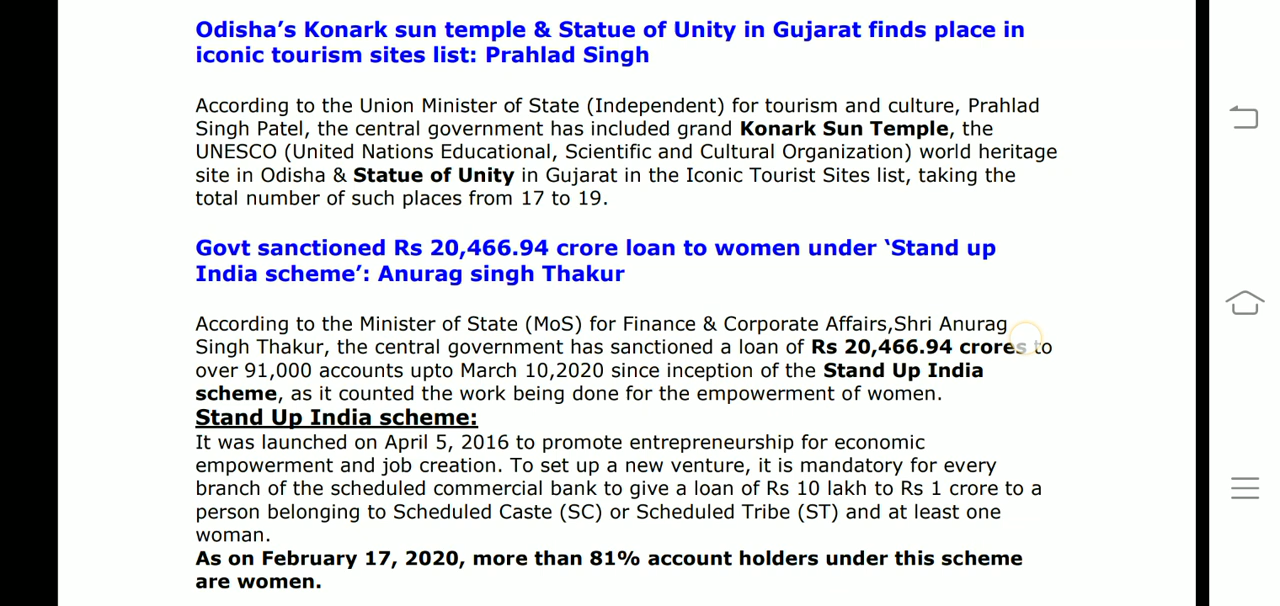 Odisha’s Konark sun temple & Statue of Unity in Gujarat finds place in
iconic tourism sites list: Prahlad Singh
According to the Union Minister of State (Independent) for tourism and culture, Prahlad
Singh Patel, the central government has included grand Konark Sun Temple, the
UNESCO (United Nations Educational, Scientific and Cultural Organization) world heritage
site in Odisha & Statue of Unity in Gujarat in the Iconic Tourist Sites list, taking the
total number of such places from 17 to 19.
Govt sanctioned Rs 20,466.94 crore loan to women under ‘Stand up
India scheme’: Anurag singh Thakur
According to the Minister of State (MoS) for Finance & Corporate Affairs,Shri Anurag
Singh Thakur, the central government has sanctioned a loan of Rs 20,466.94 crores to
over 91,000 accounts upto March 10,2020 since inception of the Stand Up India
scheme, as it counted the work being done for the empowerment of women.
Stand Up India scheme:
It was launched on April 5, 2016 to promote entrepreneurship for economic
empowerment and job creation. To set up a new venture, it is mandatory for every
branch of the scheduled commercial bank to give a loan of Rs 10 lakh to Rs 1 crore to a
person belonging to Scheduled Caste (SC) or Scheduled Tribe (ST) and at least one
woman.
As on February 17, 2020, more than 81% account holders under this scheme
are women.